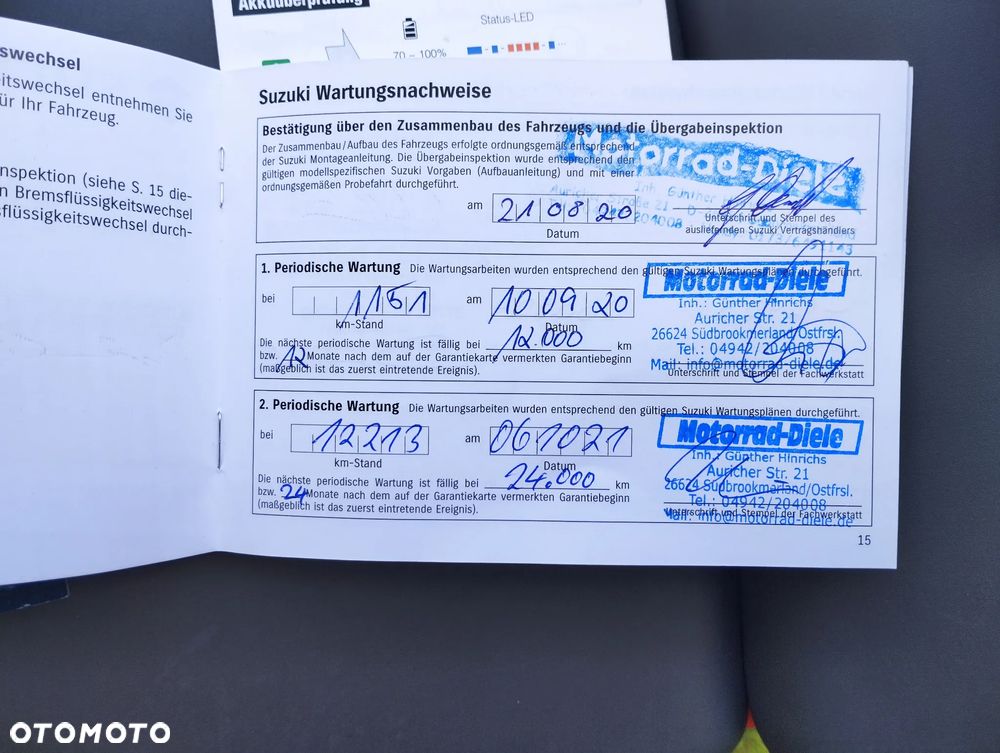 Akkuüberprüfung
Status-LED
70 – 100%
swechsel
eitswechsel entnehmen Sie
ür Ihr Fahrzeug.
nspektion (siehe S. 15 die-
n Bremsflüssigkeitswechsel
sflüssigkeitswechsel durch-
Suzuki Wartungsnachweise
Bestätigung über den Zusammenbau des Fahrzeugs und die Übergabeinspektion
Der Zusammenbau/Aufbau des Fahrzeugs erfolgte ordnungsgemäß entsprechend
der Suzuki Montageanleitung. Die Übergabeinspektion wurde entsprechend den
gültigen modellspezifischen Suzuki Vorgaben (Aufbauanleitung) und mit einer
ordnungsgemäßen Probefahrt durchgeführt.
Motorrad-Diele
Inh. Günther
am 21 08 20
Datum
Unterschrift und Stempel des
ausliefernden Suzuki Vertragshändlers
1. Periodische Wartung Die Wartungsarbeiten wurden entsprechend den gültigen Suzuki Wartungsplänen durchgeführt.
Motorrad-Diele
Inh.: Günther Hinrichs
Auricher Str. 21
26624 Südbrookmerland/Ostfrsl.
Tel.: 04942/204008
Mail: info@motorrad-diele.de
bei 1151 am 10 09 20
km-Stand Datum
Die nächste periodische Wartung ist fällig bei 12.000 km
bzw. 12 Monate nach dem auf der Garantiekarte vermerkten Garantiebeginn
(maßgeblich ist das zuerst eintretende Ereignis).
Unterschrift und Stempel der Fachwerkstatt
2. Periodische Wartung Die Wartungsarbeiten wurden entsprechend den gültigen Suzuki Wartungsplänen durchgeführt.
Motorrad-Diele
Inh.: Günther Hinrichs
Auricher Str. 21
26624 Südbrookmerland/Ostfrsl.
Tel.: 04942/204008
Mail: info@motorrad-diele.de
bei 12213 am 061021
km-Stand Datum
Die nächste periodische Wartung ist fällig bei 24.000 km
bzw. 24 Monate nach dem auf der Garantiekarte vermerkten Garantiebeginn
(maßgeblich ist das zuerst eintretende Ereignis).
Unterschrift und Stempel der Fachwerkstatt
15
OTOMOTO